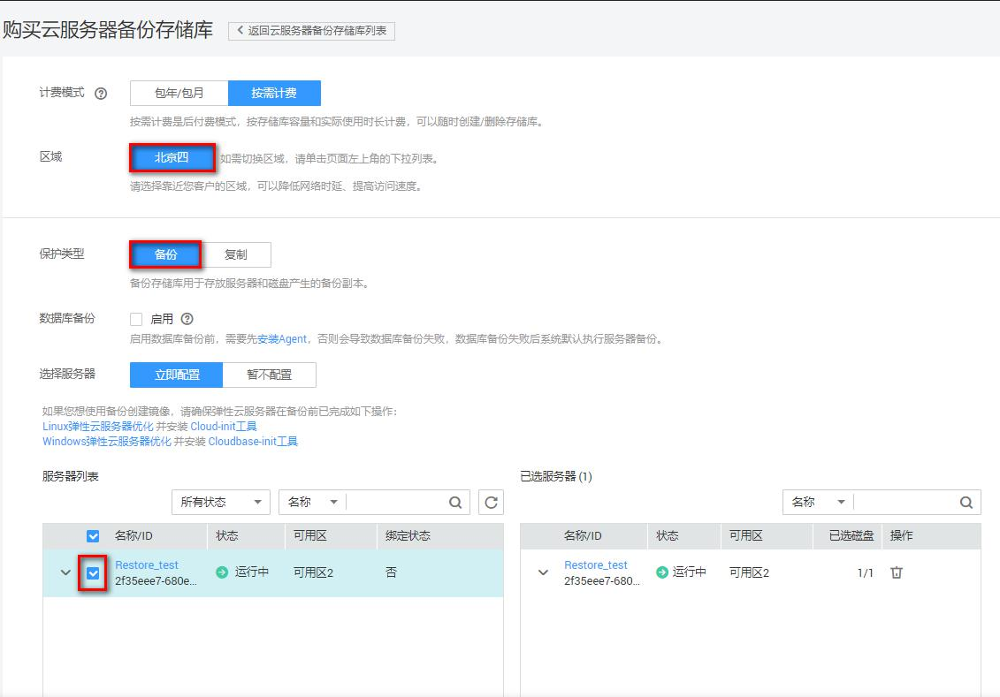 购买云服务器备份存储库 返回云服务器备份存储库列表
计费模式 包年/包月 按需计费
按需计费是后付费模式，按存储库容量和实际使用时长计费，可以随时创建/删除存储库。
区域 北京四 如需切换区域，请单击页面左上角的下拉列表。
请选择靠近您客户的区域，可以降低网络时延、提高访问速度。
保护类型 备份 复制
备份存储库用于存放服务器和磁盘产生的备份副本。
数据库备份 启用
启用数据库备份前，需要先安装Agent，否则会导致数据库备份失败，数据库备份失败后系统默认执行服务器备份。
选择服务器 立即配置 暂不配置
如果您想使用备份创建镜像，请确保弹性云服务器在备份前已完成如下操作：
Linux弹性云服务器优化 并安装 Cloud-init工具
Windows弹性云服务器优化 并安装 Cloudbase-init工具
服务器列表
所有状态 名称
名称/ID 状态 可用区 绑定状态
Restore_test 运行中 可用区2 否
2f35eee7-680e...
已选服务器 (1)
名称
名称/ID 状态 可用区 已选磁盘 操作
Restore_test 运行中 可用区2 1/1
2f35eee7-680...